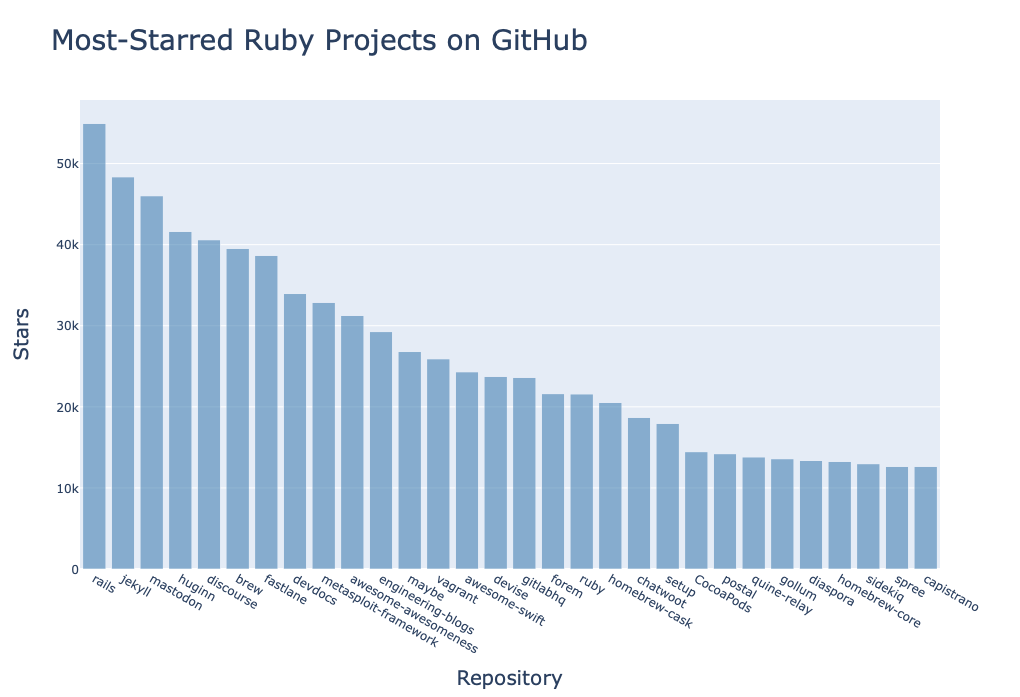 Most-Starred Ruby Projects on GitHub
Stars
50k
40k
30k
20k
10k
0
rails
jekyll
mastodon
huginn
discourse
brew
fastlane
devdocs
metasploit-framework
awesome-awesomeness
engineering-blogs
maybe
vagrant
awesome-swift
devise
gitlabhq
forem
ruby
homebrew-cask
chatwoot
setup
CocoaPods
postal
quine-relay
gollum
diaspora
homebrew-core
sidekiq
spree
capistrano
Repository